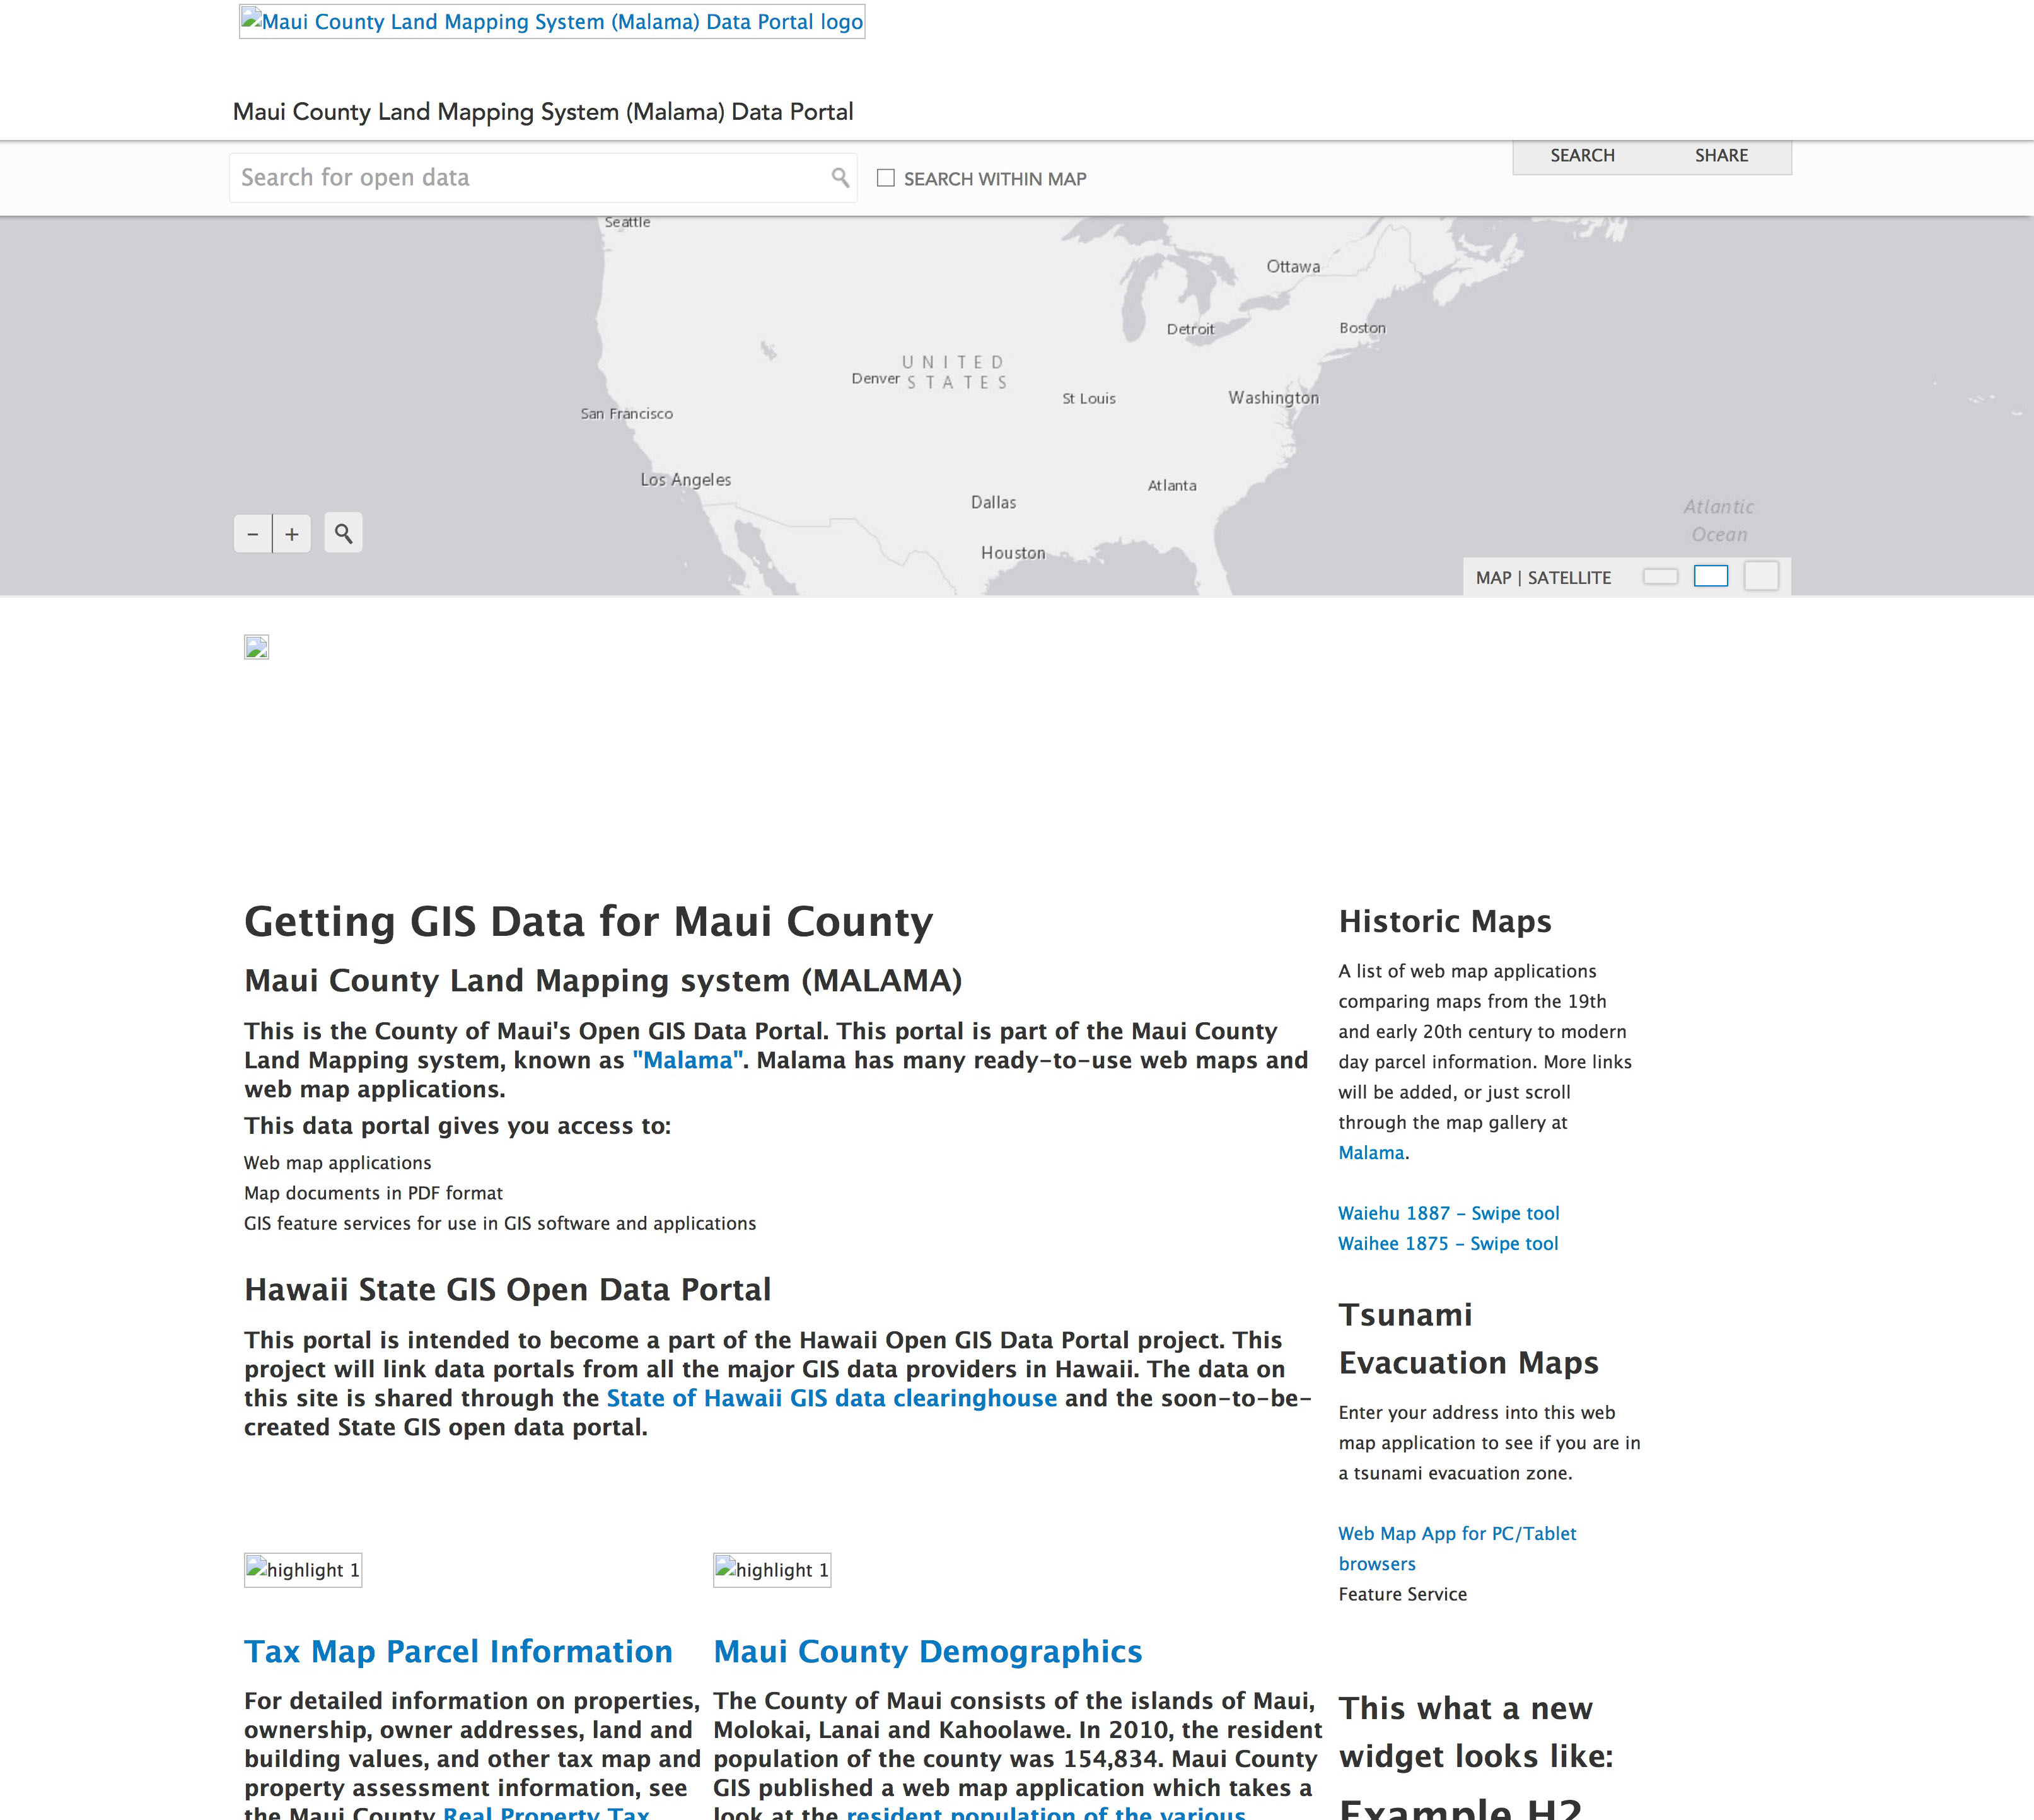 Maui County Land Mapping System (Malama) Data Portal logo
Maui County Land Mapping System (Malama) Data Portal
SEARCH SHARE
Search for open data
SEARCH WITHIN MAP
Seattle
Ottawa
Detroit
Boston
UNITED
STATES
Denver
St Louis
Washington
San Francisco
Los Angeles
Atlanta
Dallas
Houston
Atlantic
Ocean
− +
MAP | SATELLITE
Getting GIS Data for Maui County
Maui County Land Mapping system (MALAMA)
This is the County of Maui's Open GIS Data Portal. This portal is part of the Maui County
Land Mapping system, known as "Malama". Malama has many ready-to-use web maps and
web map applications.
This data portal gives you access to:
Web map applications
Map documents in PDF format
GIS feature services for use in GIS software and applications
Hawaii State GIS Open Data Portal
This portal is intended to become a part of the Hawaii Open GIS Data Portal project. This
project will link data portals from all the major GIS data providers in Hawaii. The data on
this site is shared through the State of Hawaii GIS data clearinghouse and the soon-to-be-
created State GIS open data portal.
highlight 1
Tax Map Parcel Information
For detailed information on properties,
ownership, owner addresses, land and
building values, and other tax map and
property assessment information, see
the Maui County Real Property Tax
highlight 1
Maui County Demographics
The County of Maui consists of the islands of Maui,
Molokai, Lanai and Kahoolawe. In 2010, the resident
population of the county was 154,834. Maui County
GIS published a web map application which takes a
look at the resident population of the various
Historic Maps
A list of web map applications
comparing maps from the 19th
and early 20th century to modern
day parcel information. More links
will be added, or just scroll
through the map gallery at
Malama.
Waiehu 1887 - Swipe tool
Waihee 1875 - Swipe tool
Tsunami
Evacuation Maps
Enter your address into this web
map application to see if you are in
a tsunami evacuation zone.
Web Map App for PC/Tablet
browsers
Feature Service
This what a new
widget looks like:
Example H2